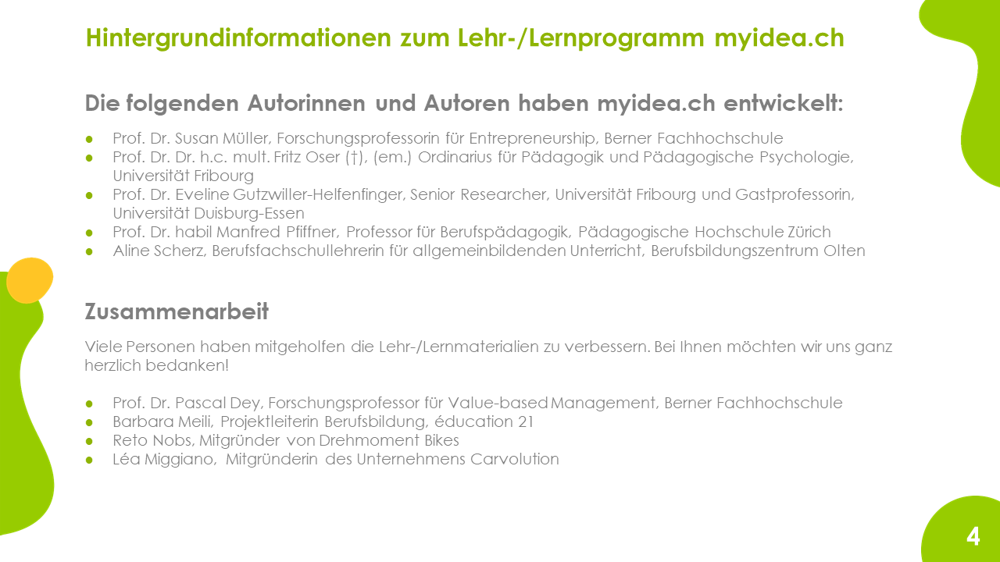 Hintergrundinformationen zum Lehr-/Lernprogramm myidea.ch
Die folgenden Autorinnen und Autoren haben myidea.ch entwickelt:
● Prof. Dr. Susan Müller, Forschungsprofessorin für Entrepreneurship, Berner Fachhochschule
● Prof. Dr. Dr. h.c. mult. Fritz Oser (†), (em.) Ordinarius für Pädagogik und Pädagogische Psychologie,
Universität Fribourg
● Prof. Dr. Eveline Gutzwiller-Helfenfinger, Senior Researcher, Universität Fribourg und Gastprofessorin,
Universität Duisburg-Essen
● Prof. Dr. habil Manfred Pfiffner, Professor für Berufspädagogik, Pädagogische Hochschule Zürich
● Aline Scherz, Berufsfachschullehrerin für allgemeinbildenden Unterricht, Berufsbildungszentrum Olten
Zusammenarbeit
Viele Personen haben mitgeholfen die Lehr-/Lernmaterialien zu verbessern. Bei Ihnen möchten wir uns ganz
herzlich bedanken!
● Prof. Dr. Pascal Dey, Forschungsprofessor für Value-based Management, Berner Fachhochschule
● Barbara Meili, Projektleiterin Berufsbildung, éducation 21
● Reto Nobs, Mitgründer von Drehmoment Bikes
● Léa Miggiano, Mitgründerin des Unternehmens Carvolution
4